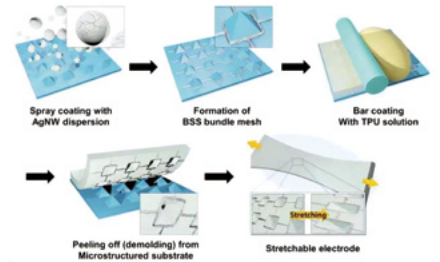 Spray coating with
AgNW dispersion
Formation of
BSS bundle mesh
Bar coating
With TPU solution
Peeling off (demolding) from
Microstructured substrate
Stretching
Stretchable electrode